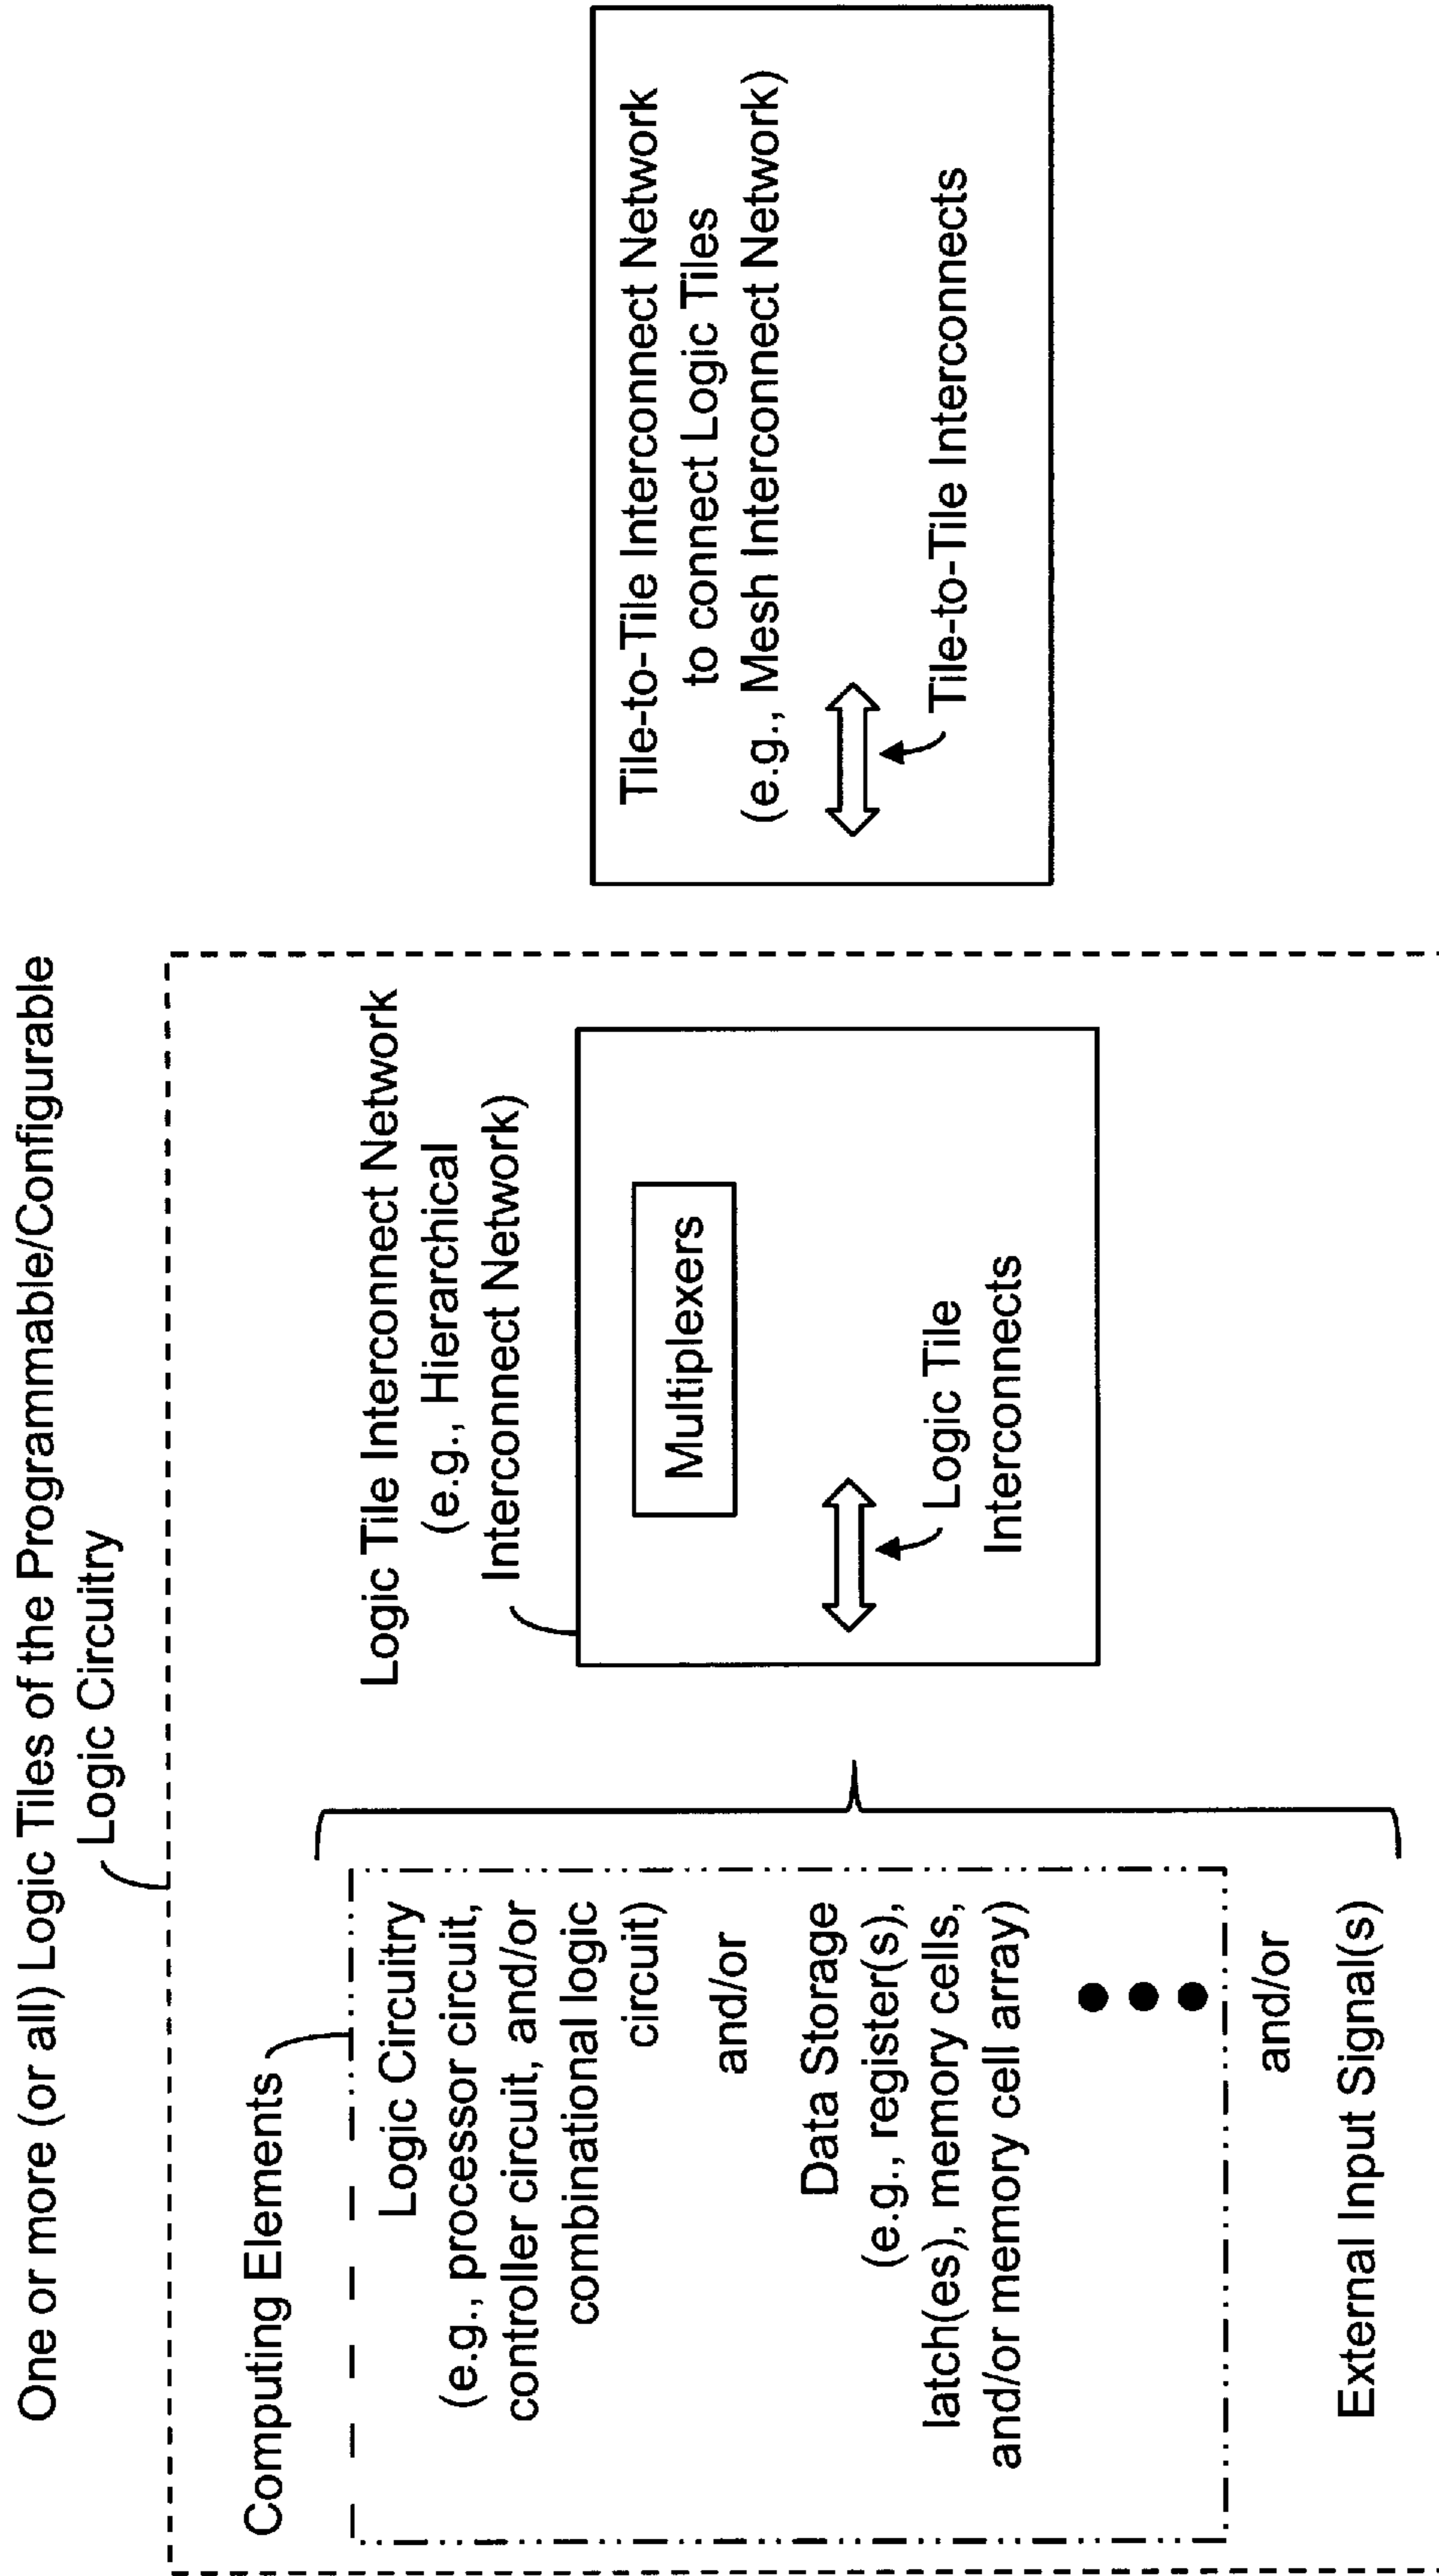 One or more (or all) Logic Tiles of the Programmable/Configurable
Logic Circuitry
Computing Elements
Logic Circuitry
(e.g., processor circuit,
controller circuit, and/or
combinational logic
circuit)
and/or
Data Storage
(e.g., register(s),
latch(es), memory cells,
and/or memory cell array)
and/or
External Input Signal(s)
Logic Tile Interconnect Network
(e.g., Hierarchical
Interconnect Network)
Multiplexers
Logic Tile
Interconnects
Tile-to-Tile Interconnect Network
to connect Logic Tiles
(e.g., Mesh Interconnect Network)
Tile-to-Tile Interconnects